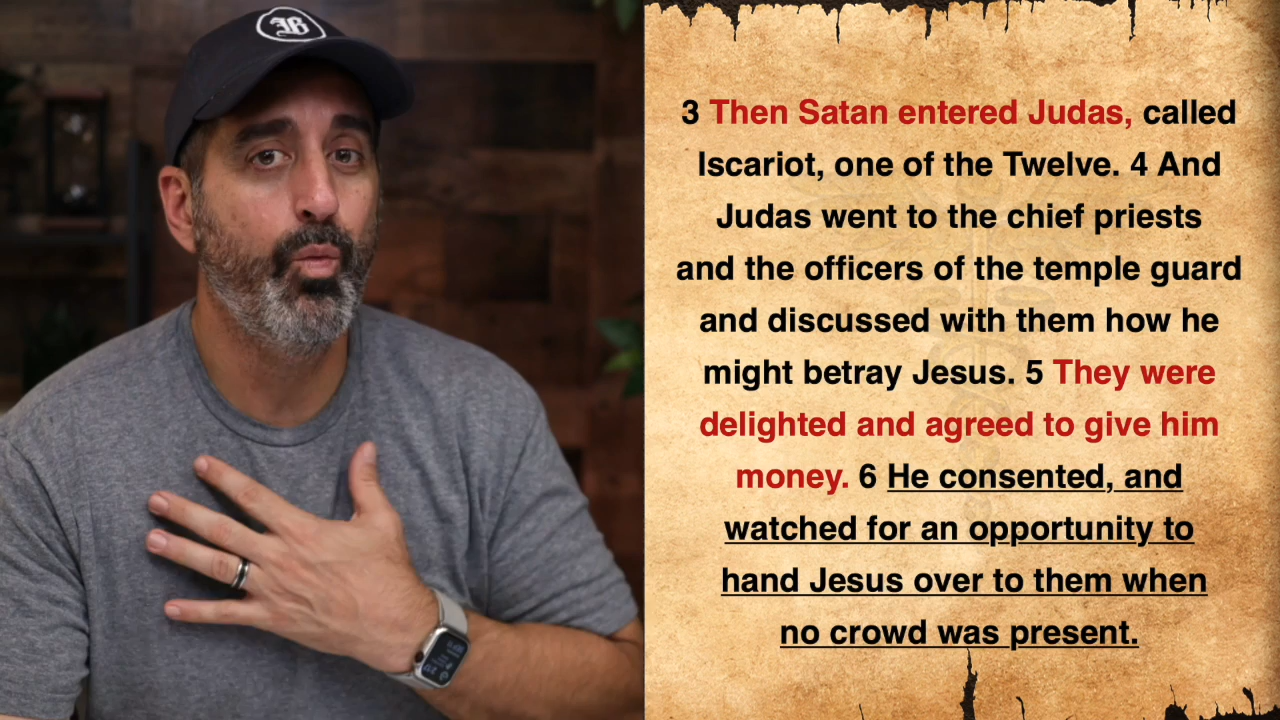 3 Then Satan entered Judas, called
Iscariot, one of the Twelve. 4 And
Judas went to the chief priests
and the officers of the temple guard
and discussed with them how he
might betray Jesus. 5 They were
delighted and agreed to give him
money. 6 He consented, and
watched for an opportunity to
hand Jesus over to them when
no crowd was present.